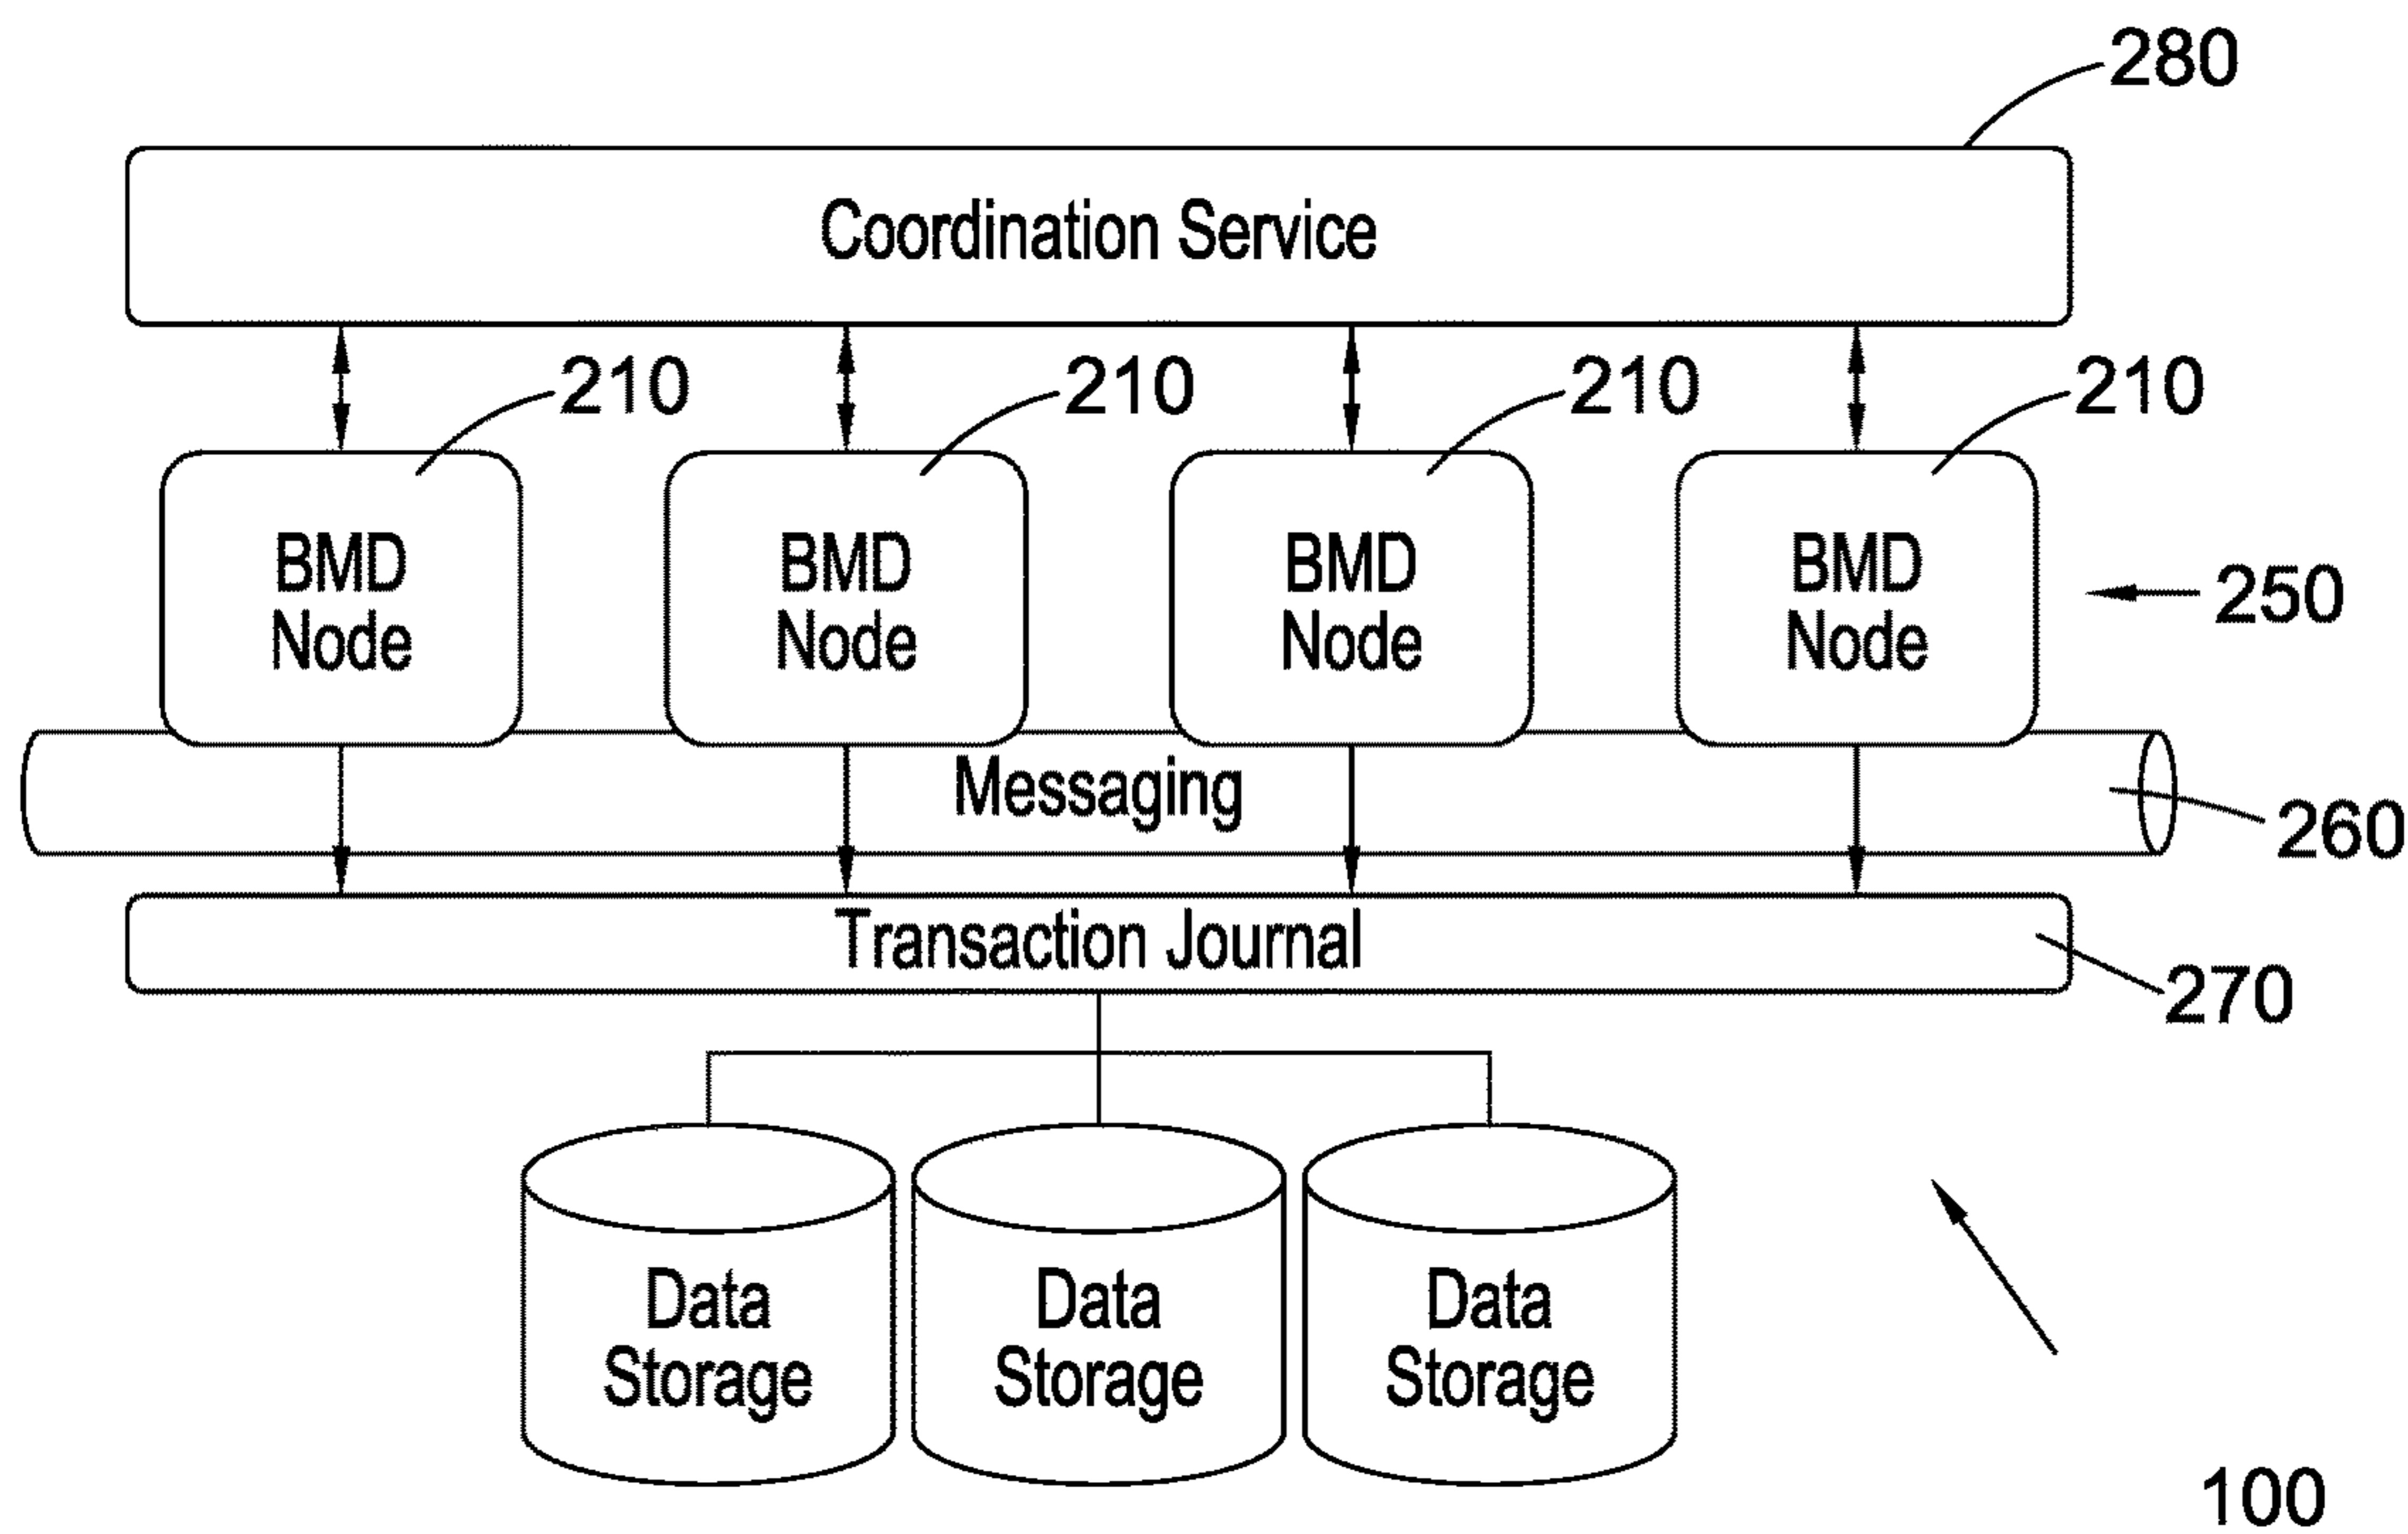 280
Coordination Service
210
210
210
210
BMD
Node
BMD
Node
BMD
Node
BMD
Node
250
Messaging
260
Transaction Journal
270
Data
Storage
Data
Storage
Data
Storage
100